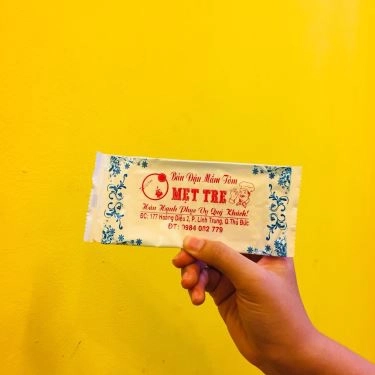 Bún Đậu Mắm Tôm
MẸT TRE
Hân Hạnh Phục Vụ Quý Khách!
ĐC: 177 Hoàng Diệu 2, P. Linh Trung, Q.Thủ Đức
ĐT: 0984 002 779